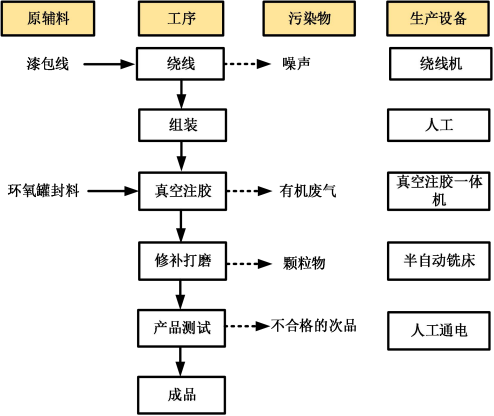 原辅料 工序 污染物 生产设备
漆包线 绕线 噪声 绕线机
组装 人工
环氧罐封料 真空注胶 有机废气 真空注胶一体
机
修补打磨 颗粒物 半自动铣床
产品测试 不合格的次品 人工通电
成品